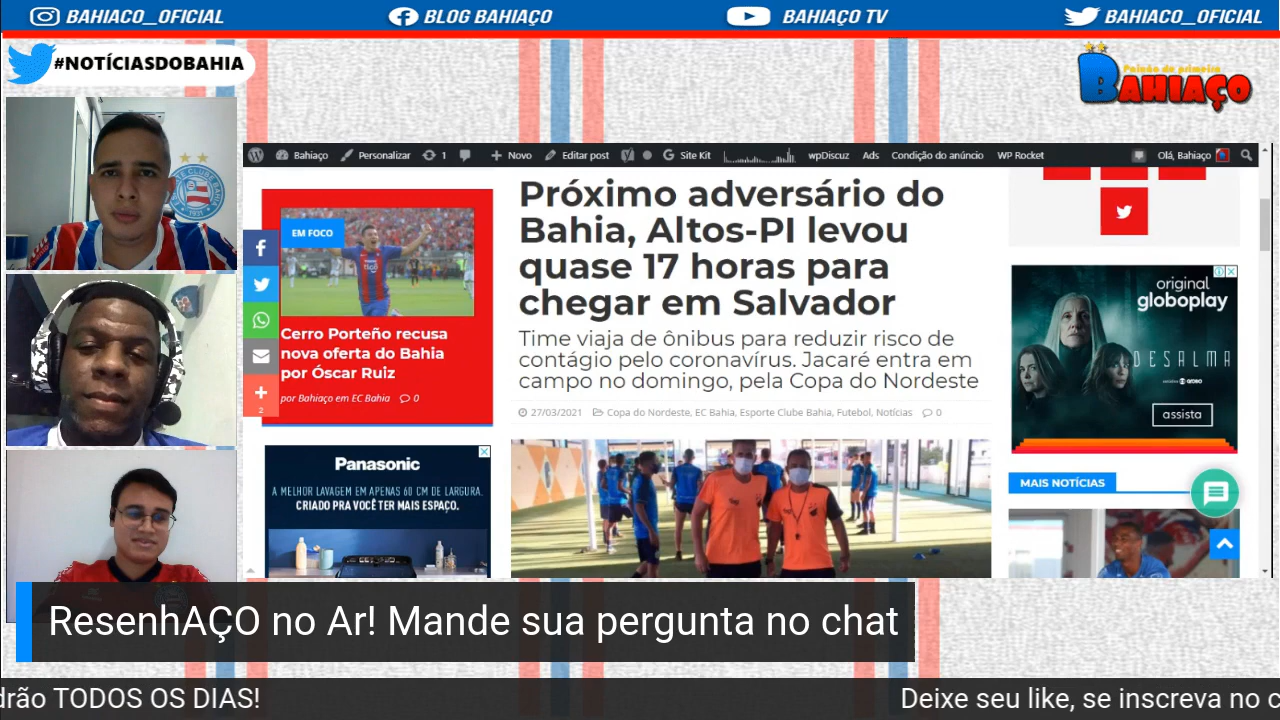 BAHIACO_OFICIAL
BLOG BAHIAÇO
BAHIAÇO TV
BAHIACO_OFICIAL
#NOTÍCIASDOBAHIA
Paixão de primeira
BAHIAÇO
Bahiaço
Personalizar
1
Novo
Editar post
Site Kit
wpDiscuz
Ads
Condição do anúncio
WP Rocket
Olá, Bahiaço
EM FOCO
Cerro Porteño recusa
nova oferta do Bahia
por Óscar Ruiz
por Bahiaço em EC Bahia 0
2
Próximo adversário do
Bahia, Altos-PI levou
quase 17 horas para
chegar em Salvador
Time viaja de ônibus para reduzir risco de
contágio pelo coronavírus. Jacaré entra em
campo no domingo, pela Copa do Nordeste
27/03/2021 Copa do Nordeste, EC Bahia, Esporte Clube Bahia, Futebol, Notícias 0
Panasonic
A MELHOR LAVAGEM EM APENAS 60 CM DE LARGURA.
CRIADO PRA VOCÊ TER MAIS ESPAÇO.
original
globoplay
DESALMA
assista
MAIS NOTÍCIAS
ResenhAÇO no Ar! Mande sua pergunta no chat
drão TODOS OS DIAS!
Deixe seu like, se inscreva no c